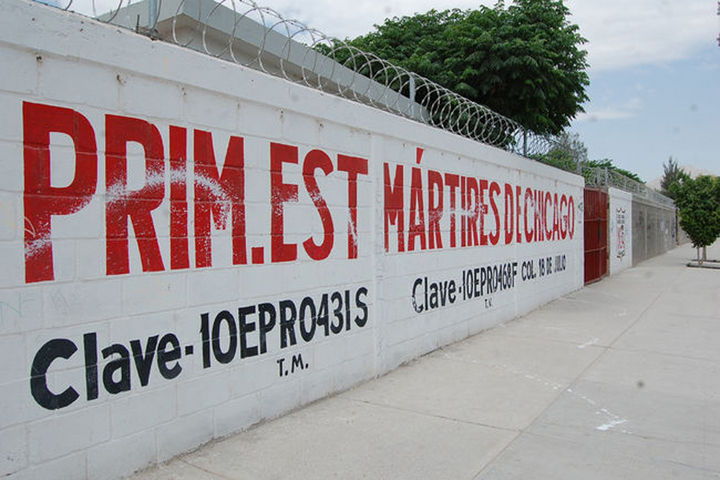 PRIM.EST MÁRTIRES DE CHICAGO
Clave-10EPR0431S
T.M.
Clave-10EPR0468F COL. 18 DE JULIO
T.V.